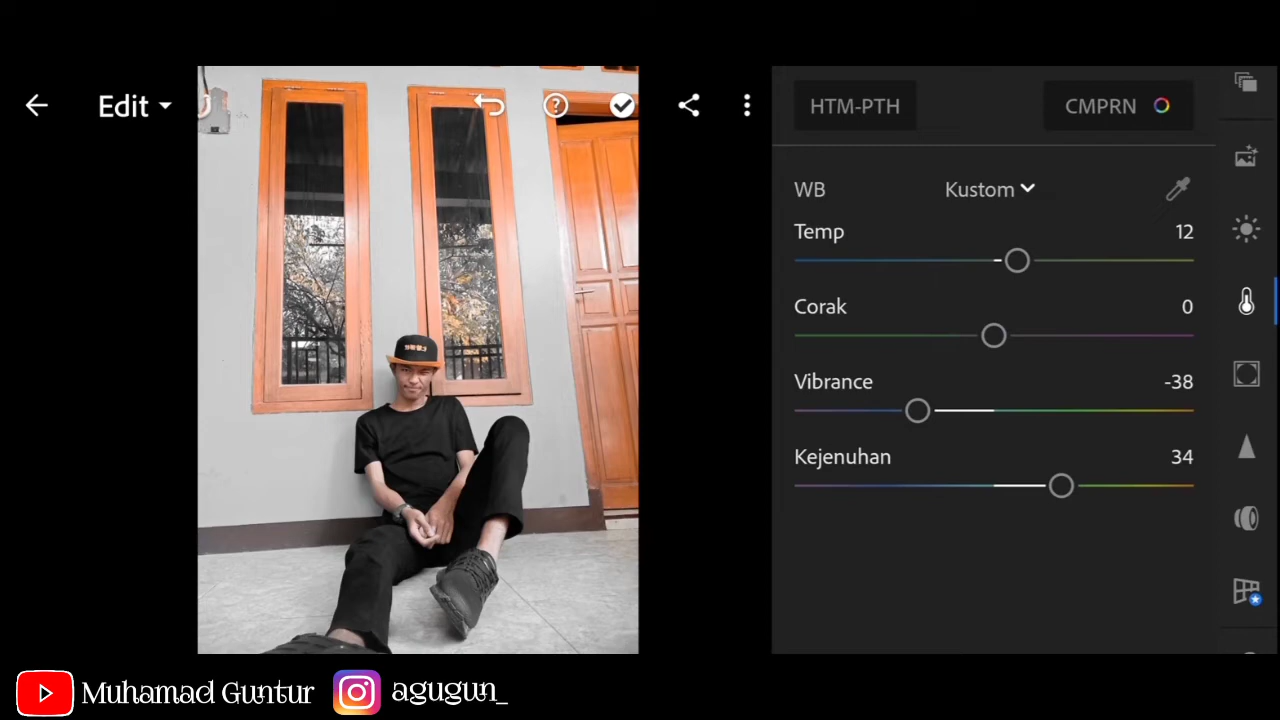 Edit
HTM-PTH
CMPRN
WB
Kustom
Temp
12
Corak
0
Vibrance
-38
Kejenuhan
34
Muhamad Guntur
agugun_